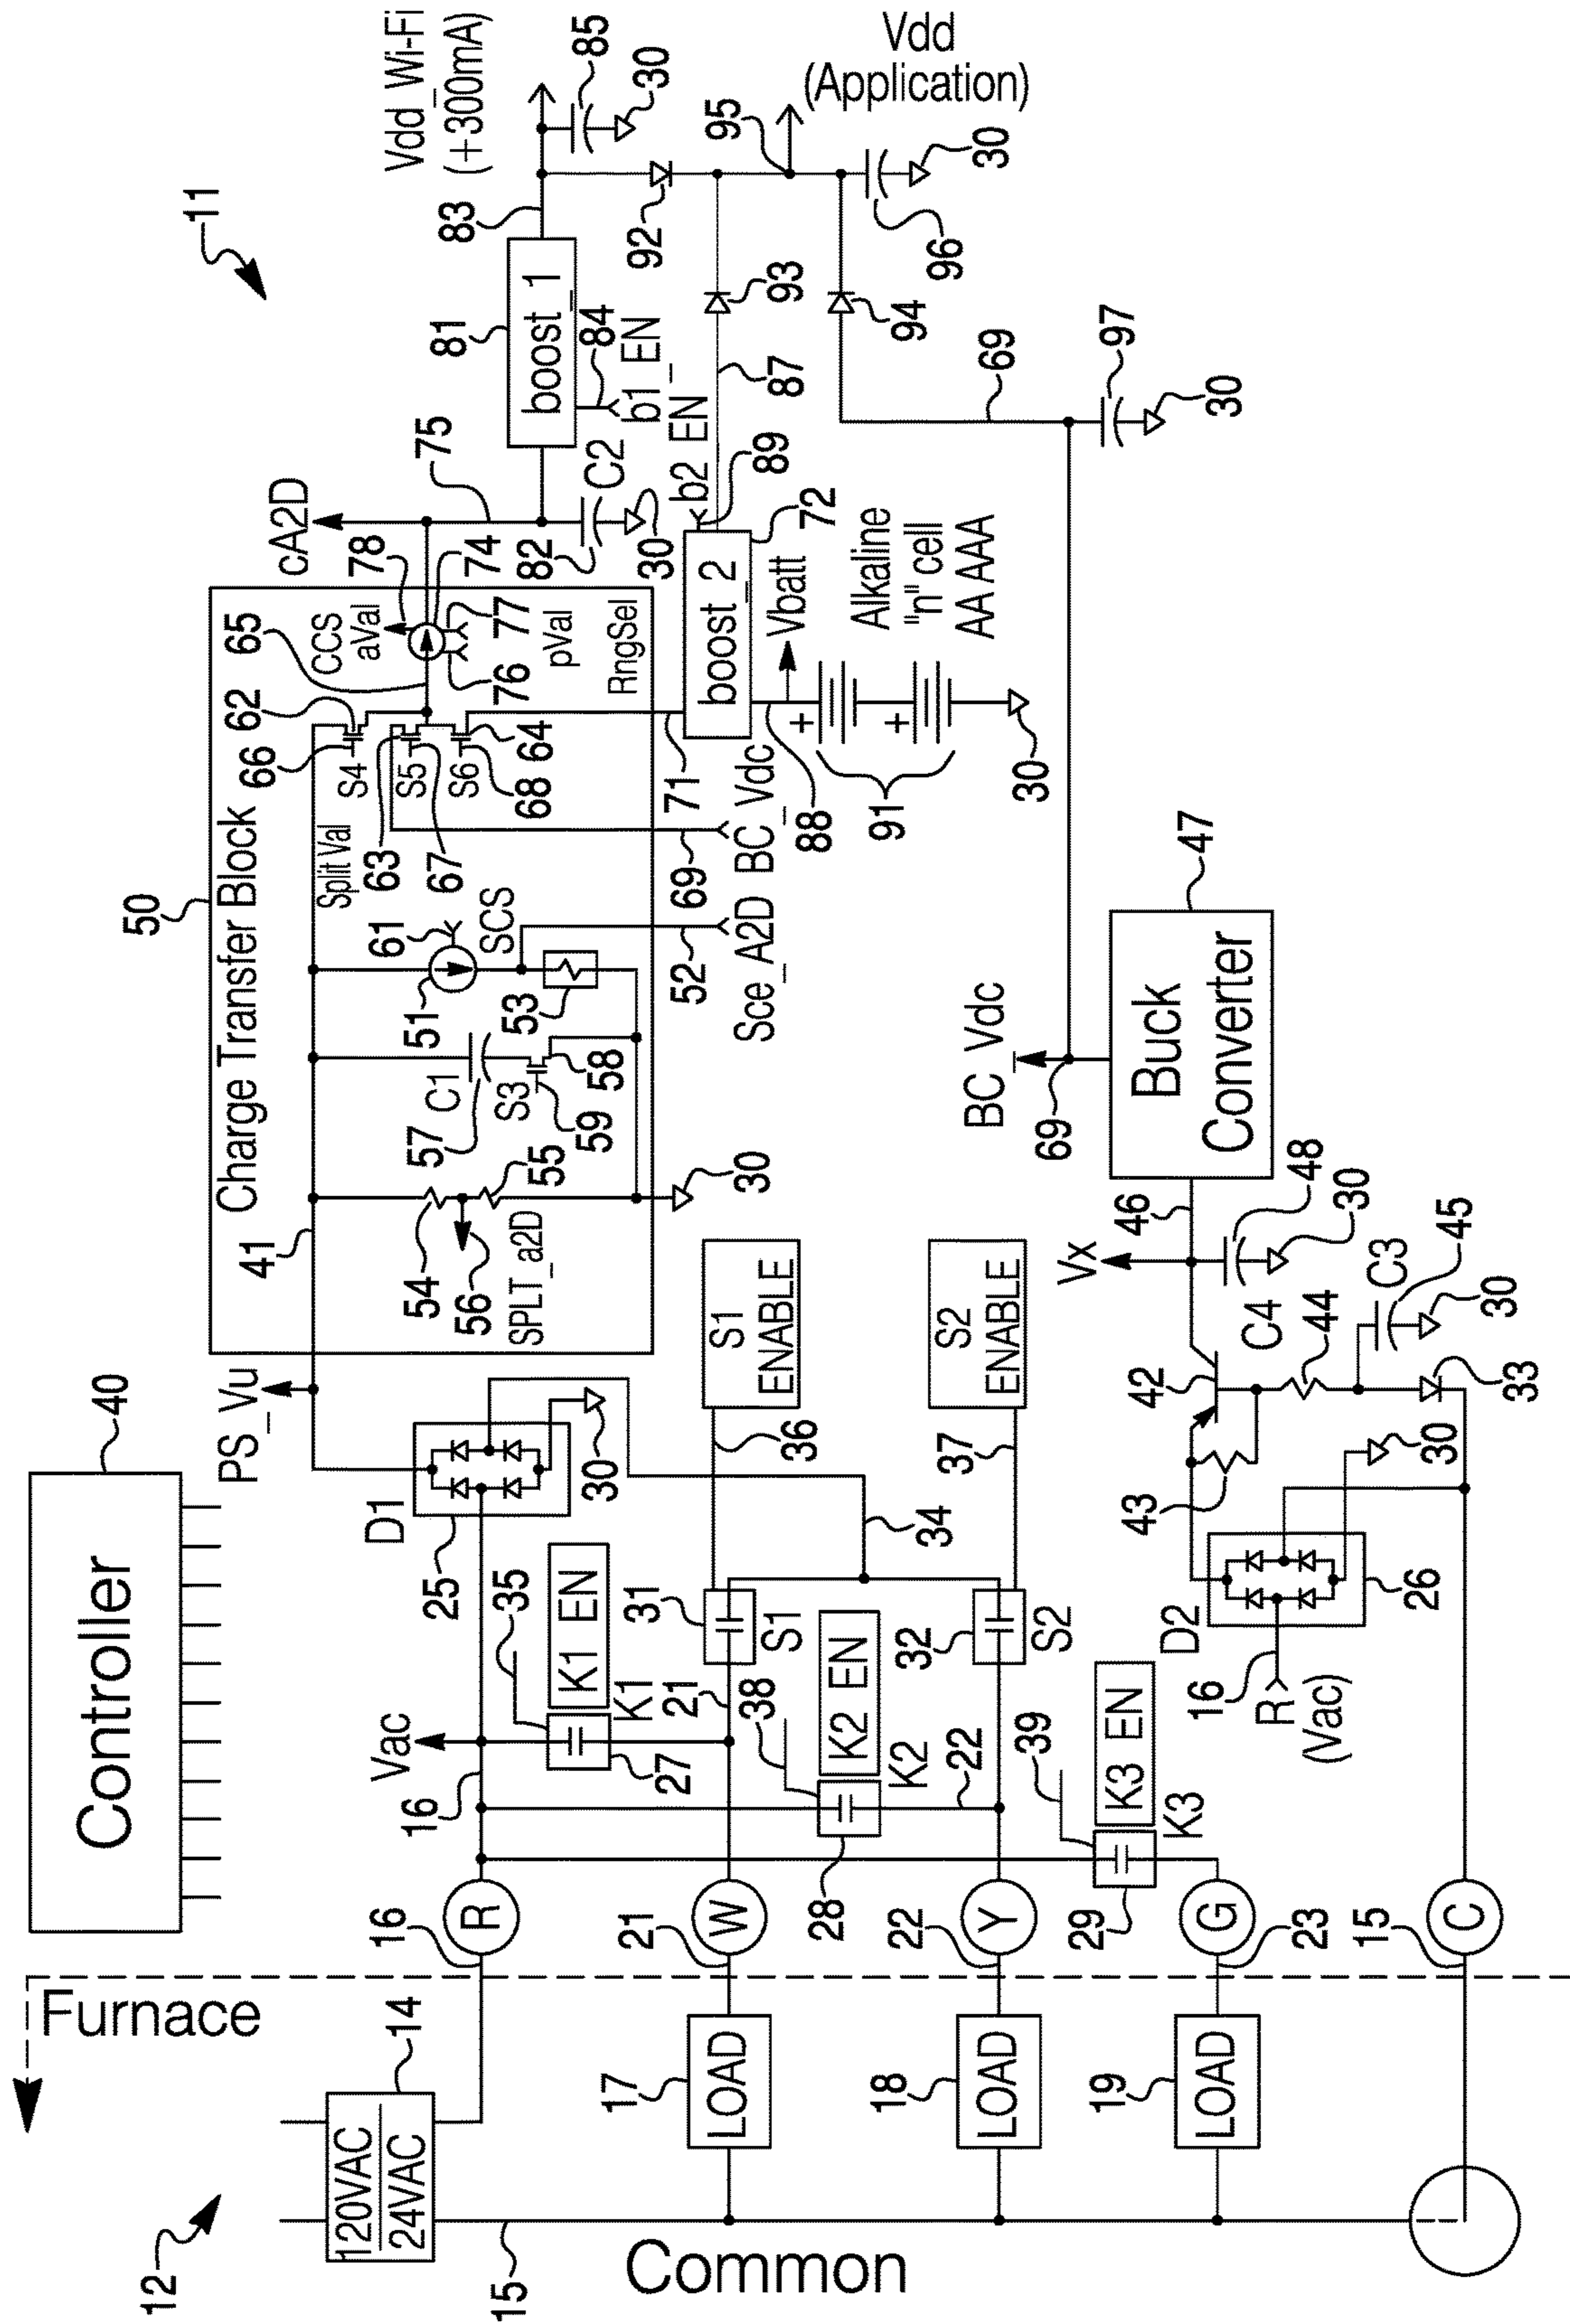 11
12
Furnace
14
120VAC
24VAC
15
Common
Controller
40
16
R
16
Vac
17
LOAD
21
W
21
18
LOAD
22
Y
22
19
LOAD
23
G
15
C
35
K1 EN
K1
27
38
K2 EN
K2
28
39
K3 EN
K3
29
31
S1
32
S2
34
36
S1
ENABLE
37
S2
ENABLE
D1
25
30
PS_Vu
41
50
Charge Transfer Block
54
55
56
SPLT_a2D
30
57
C1
S3
58
59
51
61
SCS
53
52
Sce_A2D
Split Val
S4
66
62
63
S5
67
S6
68
64
65
CCS
aVal
78
74
76
77
pVal
RngSel
69
BC_Vdc
71
cA2D
75
82
C2
30
81
boost_1
84
b1_EN
83
Vdd_Wi-Fi
(+300mA)
85
30
92
b2_EN
89
boost_2
72
87
93
88
Vbatt
91
Alkaline
"n" cell
AA AAA
30
95
Vdd
(Application)
96
30
94
69
97
30
D2
26
16
R
(Vac)
30
43
42
44
33
C3
45
30
Vx
46
C4
48
30
Buck
Converter
47
BC_Vdc
69